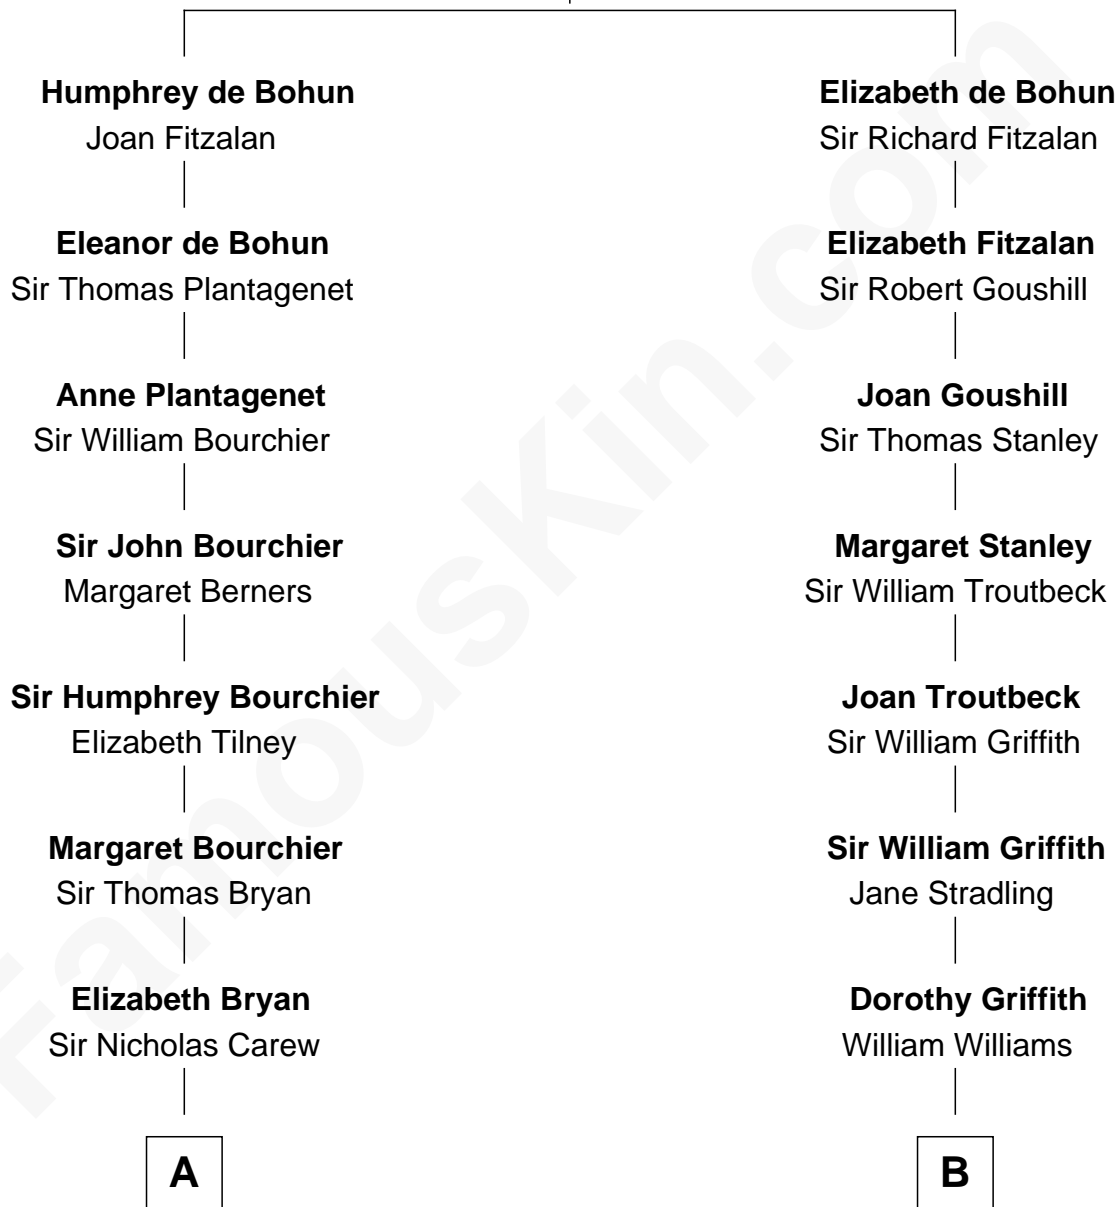 Humphrey de Bohun
Joan Fitzalan
Eleanor de Bohun
Sir Thomas Plantagenet
Anne Plantagenet
Sir William Bourchier
Sir John Bourchier
Margaret Berners
Sir Humphrey Bourchier
Elizabeth Tilney
Margaret Bourchier
Sir Thomas Bryan
Elizabeth Bryan
Sir Nicholas Carew
A
Elizabeth de Bohun
Sir Richard Fitzalan
Elizabeth Fitzalan
Sir Robert Goushill
Joan Goushill
Sir Thomas Stanley
Margaret Stanley
Sir William Troutbeck
Joan Troutbeck
Sir William Griffith
Sir William Griffith
Jane Stradling
Dorothy Griffith
William Williams
B
FamousKin.com